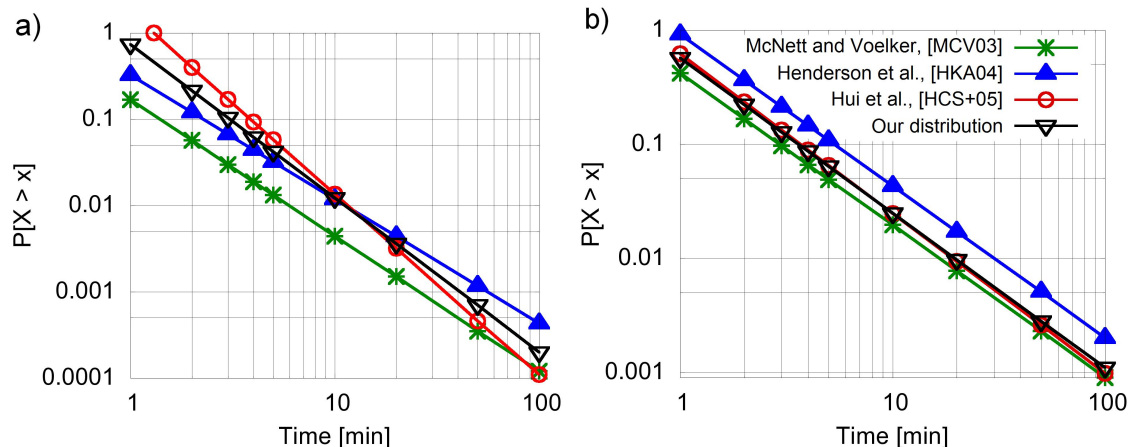 a)
1
0.1
0.01
0.001
0.0001
P[X > x]
1
10
100
Time [min]
b)
1
0.1
0.01
0.001
P[X > x]
McNett and Voelker, [MCV03]
Henderson et al., [HKA04]
Hui et al., [HCS+05]
Our distribution
1
10
100
Time [min]